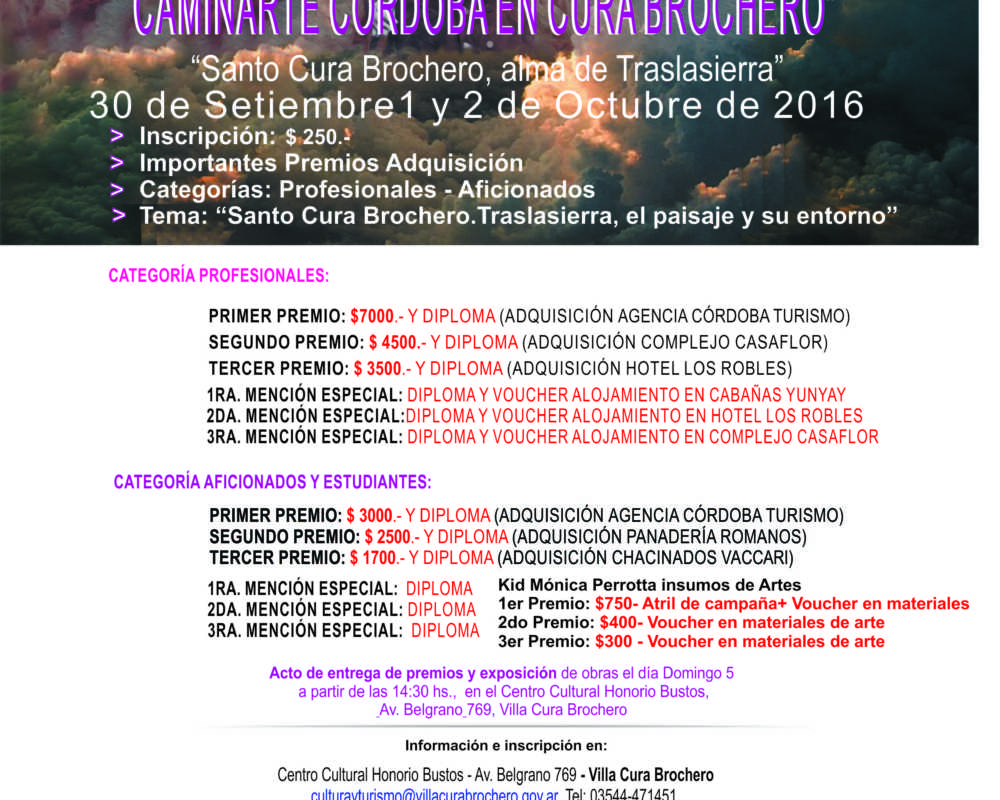 CAMINARTE CÓRDOBA EN CURA BROCHERO"
“Santo Cura Brochero, alma de Traslasierra”
30 de Setiembre1 y 2 de Octubre de 2016
> Inscripción: $ 250.-
> Importantes Premios Adquisición
> Categorías: Profesionales - Aficionados
> Tema: “Santo Cura Brochero.Traslasierra, el paisaje y su entorno”
CATEGORÍA PROFESIONALES:
PRIMER PREMIO: $7000.- Y DIPLOMA (ADQUISICIÓN AGENCIA CÓRDOBA TURISMO)
SEGUNDO PREMIO: $ 4500.- Y DIPLOMA (ADQUISICIÓN COMPLEJO CASAFLOR)
TERCER PREMIO: $ 3500.- Y DIPLOMA (ADQUISICIÓN HOTEL LOS ROBLES)
1RA. MENCIÓN ESPECIAL: DIPLOMA Y VOUCHER ALOJAMIENTO EN CABAÑAS YUNYAY
2DA. MENCIÓN ESPECIAL:DIPLOMA Y VOUCHER ALOJAMIENTO EN HOTEL LOS ROBLES
3RA. MENCIÓN ESPECIAL: DIPLOMA Y VOUCHER ALOJAMIENTO EN COMPLEJO CASAFLOR
CATEGORÍA AFICIONADOS Y ESTUDIANTES:
PRIMER PREMIO: $ 3000.- Y DIPLOMA (ADQUISICIÓN AGENCIA CÓRDOBA TURISMO)
SEGUNDO PREMIO: $ 2500.- Y DIPLOMA (ADQUISICIÓN PANADERÍA ROMANOS)
TERCER PREMIO: $ 1700.- Y DIPLOMA (ADQUISICIÓN CHACINADOS VACCARI)
1RA. MENCIÓN ESPECIAL: DIPLOMA
2DA. MENCIÓN ESPECIAL: DIPLOMA
3RA. MENCIÓN ESPECIAL: DIPLOMA
Kid Mónica Perrotta insumos de Artes
1er Premio: $750- Atril de campaña+ Voucher en materiales
2do Premio: $400- Voucher en materiales de arte
3er Premio: $300 - Voucher en materiales de arte
Acto de entrega de premios y exposición de obras el día Domingo 5
a partir de las 14:30 hs., en el Centro Cultural Honorio Bustos,
Av. Belgrano 769, Villa Cura Brochero
Información e inscripción en:
Centro Cultural Honorio Bustos - Av. Belgrano 769 - Villa Cura Brochero
culturayturismo@villacurabrochero.gov.ar Tel: 03544-471451